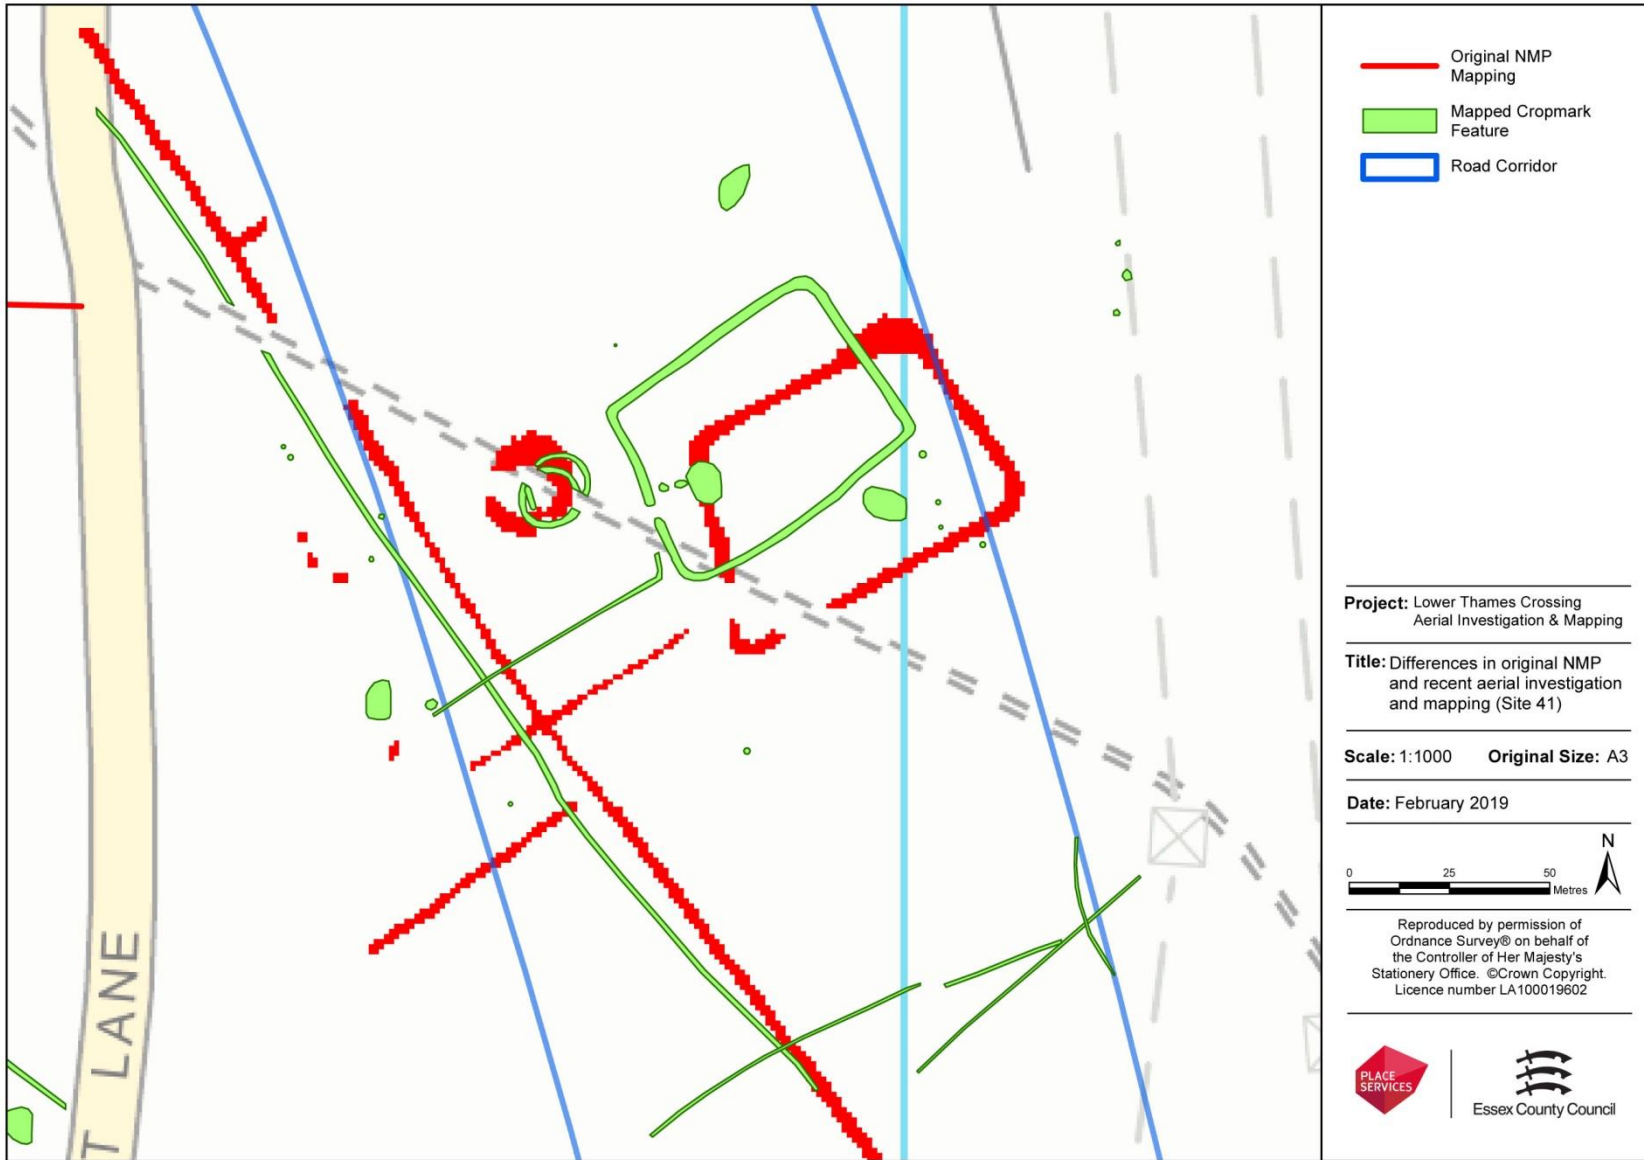 Original NMP
Mapping
Mapped Cropmark
Feature
Road Corridor
T LANE
Project: Lower Thames Crossing
Aerial Investigation & Mapping
Title: Differences in original NMP
and recent aerial investigation
and mapping (Site 41)
Scale: 1:1000 Original Size: A3
Date: February 2019
N
0 25 50
Metres
Reproduced by permission of
Ordnance Survey® on behalf of
the Controller of Her Majesty's
Stationery Office. ©Crown Copyright.
Licence number LA100019602
PLACE
SERVICES
Essex County Council